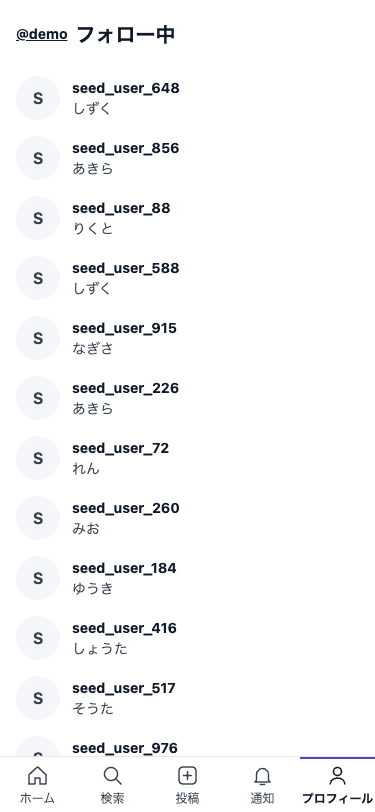 @demo フォロー中
S
seed_user_648
しずく
S
seed_user_856
あきら
S
seed_user_88
りくと
S
seed_user_588
しずく
S
seed_user_915
なぎさ
S
seed_user_226
あきら
S
seed_user_72
れん
S
seed_user_260
みお
S
seed_user_184
ゆうき
S
seed_user_416
しょうた
S
seed_user_517
そうた
S
seed_user_976
ホーム 検索 投稿 通知 プロフィール